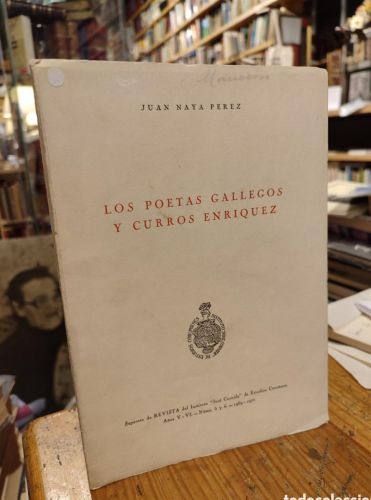 JUAN NAYA PEREZ
LOS POETAS GALLEGOS
Y CURROS ENRIQUEZ
Separata de REVISTA del Instituto "José Cornide" de Estudios Coruñeses
Años V-VI.—Núms. 5 y 6.—1969-1970
todocoleccion